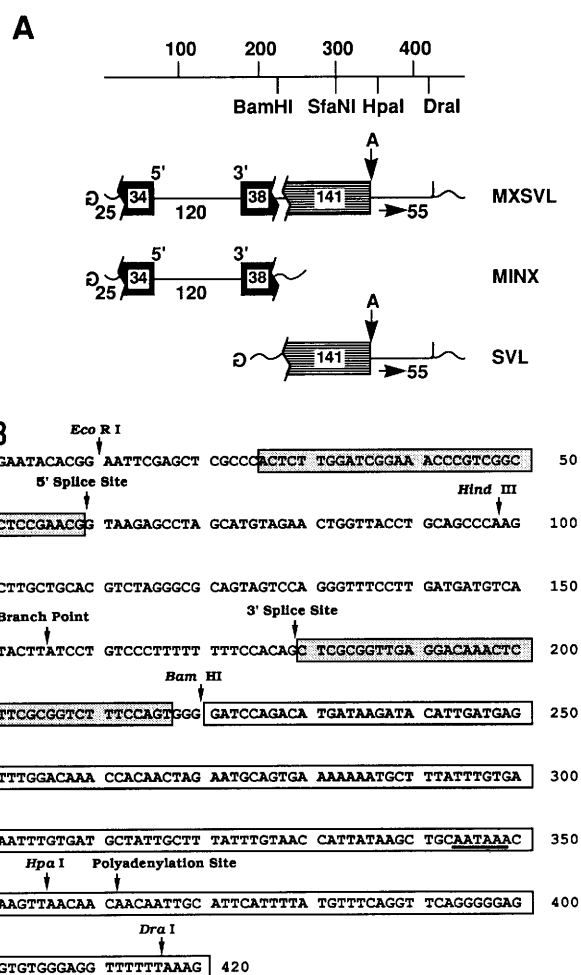 A
100 200 300 400
BamHI SfaNI HpaI DraI
A
5' 3'
G 34 38 141 MXSVL
25 120 55
5' 3'
G 34 38 MINX
25 120
A
G 141 SVL
55
B
Eco R I
GAATACACGG AATTCGAGCT CGCCCACTCT TGGATCGGAA ACCCGTCGGC 50
5' Splice Site Hind III
CTCCGAACGG TAAGAGCCTA GCATGTAGAA CTGGTTACCT GCAGCCCAAG 100
CTTGCTGCAC GTCTAGGGCG CAGTAGTCCA GGGTTTCCTT GATGATGTCA 150
Branch Point 3' Splice Site
TACTTATCCT GTCCCTTTTT TTTCCACAGC TCGCGGTTGA GGACAAACTC 200
Bam HI
TTCGCGGTCT TTCCAGTGGG GATCCAGACA TGATAAGATA CATTGATGAG 250
TTTGGACAAA CCACAACTAG AATGCAGTGA AAAAAATGCT TTATTTGTGA 300
AATTTGTGAT GCTATTGCTT TATTTGTAAC CATTATAAGC TGCAATAAAC 350
Hpa I Polyadenylation Site
AAGTTAACAA CAACAATTGC ATTCATTTTA TGTTTCAGGT TCAGGGGGAG 400
Dra I
GTGTGGGAGG TTTTTTAAAG 420